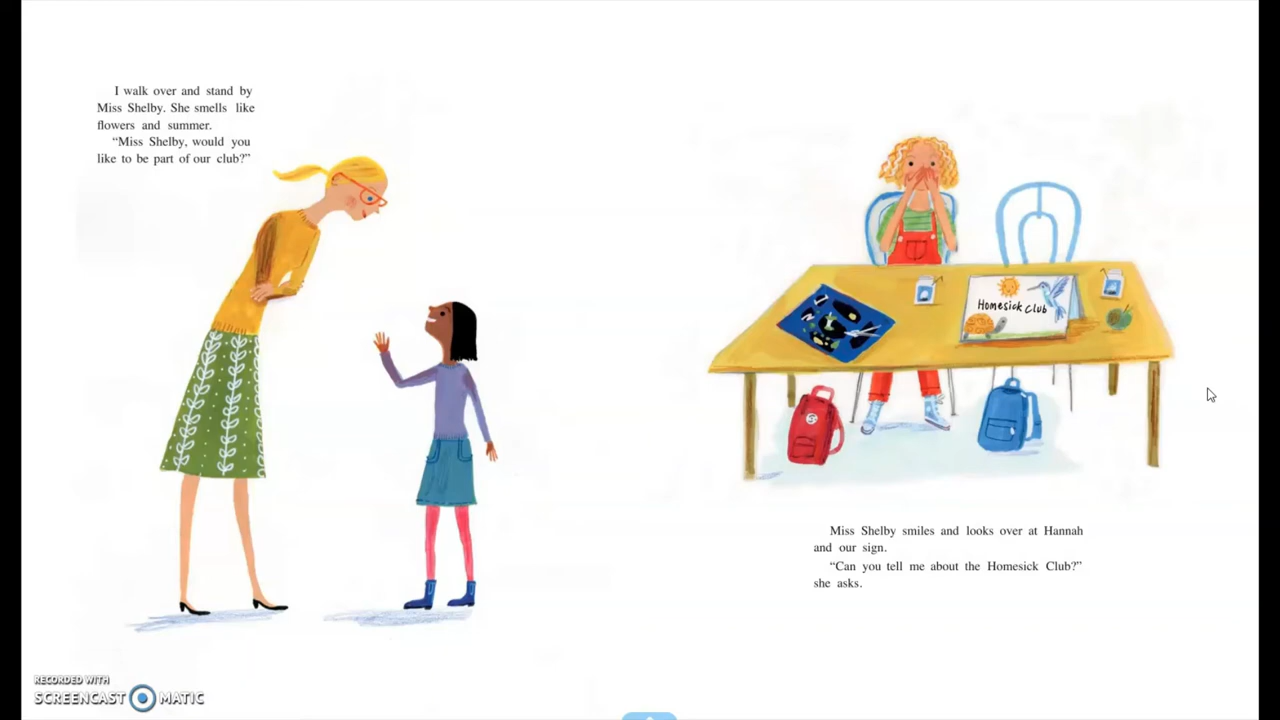 I walk over and stand by
Miss Shelby. She smells like
flowers and summer.
“Miss Shelby, would you
like to be part of our club?”
Homesick Club
Miss Shelby smiles and looks over at Hannah
and our sign.
“Can you tell me about the Homesick Club?”
she asks.
RECORDED WITH
SCREENCAST MATIC